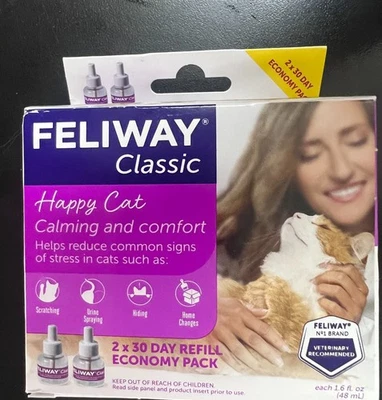 2 x 30 DAY
ECONOMY PA
FELIWAY®
Classic
Happy Cat
Calming and comfort
Helps reduce common signs
of stress in cats such as:
Scratching
Urine
Spraying
Hiding
Home
Changes
2 x 30 DAY REFILL
ECONOMY PACK
KEEP OUT OF REACH OF CHILDREN.
Read side panel and product insert prior to use.
FELIWAY®
Nº1 BRAND
VETERINARY
RECOMMENDED
each 1.6 fl oz
(48 mL)